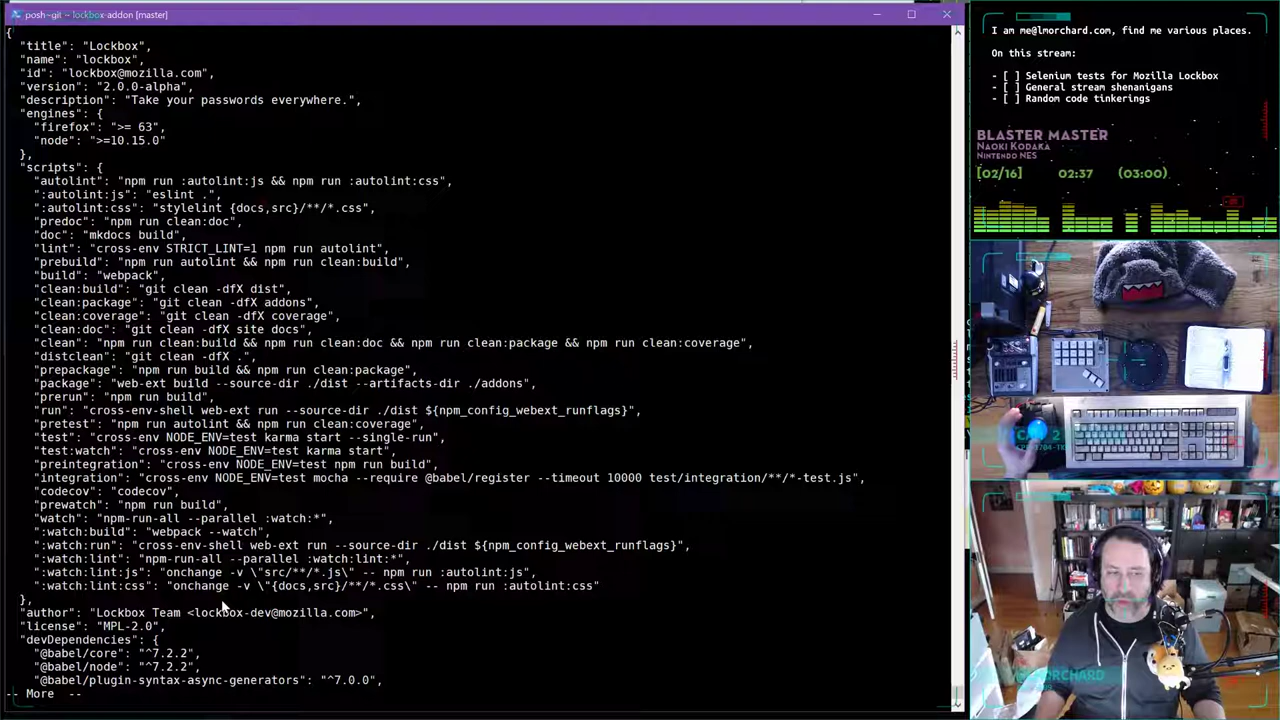 posh~git ~ lockbox-addon [master]
{
"title": "Lockbox",
"name": "lockbox",
"id": "lockbox@mozilla.com",
"version": "2.0.0-alpha",
"description": "Take your passwords everywhere.",
"engines": {
"firefox": ">= 63",
"node": ">=10.15.0"
},
"scripts": {
"autolint": "npm run :autolint:js && npm run :autolint:css",
":autolint:js": "eslint .",
":autolint:css": "stylelint {docs,src}/**/*.css",
"predoc": "npm run clean:doc",
"doc": "mkdocs build",
"lint": "cross-env STRICT_LINT=1 npm run autolint",
"prebuild": "npm run autolint && npm run clean:build",
"build": "webpack",
"clean:build": "git clean -dfX dist",
"clean:package": "git clean -dfX addons",
"clean:coverage": "git clean -dfX coverage",
"clean:doc": "git clean -dfX site docs",
"clean": "npm run clean:build && npm run clean:doc && npm run clean:package && npm run clean:coverage",
"distclean": "git clean -dfX .",
"prepackage": "npm run build && npm run clean:package",
"package": "web-ext build --source-dir ./dist --artifacts-dir ./addons",
"prerun": "npm run build",
"run": "cross-env-shell web-ext run --source-dir ./dist ${npm_config_webext_runflags}",
"pretest": "npm run autolint && npm run clean:coverage",
"test": "cross-env NODE_ENV=test karma start --single-run",
"test:watch": "cross-env NODE_ENV=test karma start",
"preintegration": "cross-env NODE_ENV=test npm run build",
"integration": "cross-env NODE_ENV=test mocha --require @babel/register --timeout 10000 test/integration/**/*-test.js",
"codecov": "codecov",
"prewatch": "npm run build",
"watch": "npm-run-all --parallel :watch:*",
":watch:build": "webpack --watch",
":watch:run": "cross-env-shell web-ext run --source-dir ./dist ${npm_config_webext_runflags}",
":watch:lint": "npm-run-all --parallel :watch:lint:*",
":watch:lint:js": "onchange -v \"src/**/*.js\" -- npm run :autolint:js",
":watch:lint:css": "onchange -v \"{docs,src}/**/*.css\" -- npm run :autolint:css"
},
"author": "Lockbox Team <lockbox-dev@mozilla.com>",
"license": "MPL-2.0",
"devDependencies": {
"@babel/core": "^7.2.2",
"@babel/node": "^7.2.2",
"@babel/plugin-syntax-async-generators": "^7.0.0",
-- More --
I am me@lmorchard.com, find me various places.
On this stream:
- [ ] Selenium tests for Mozilla Lockbox
- [ ] General stream shenanigans
- [ ] Random code tinkerings
BLASTER MASTER
NAOKI KODAKA
NINTENDO NES
[02/16] 02:37 (03:00)